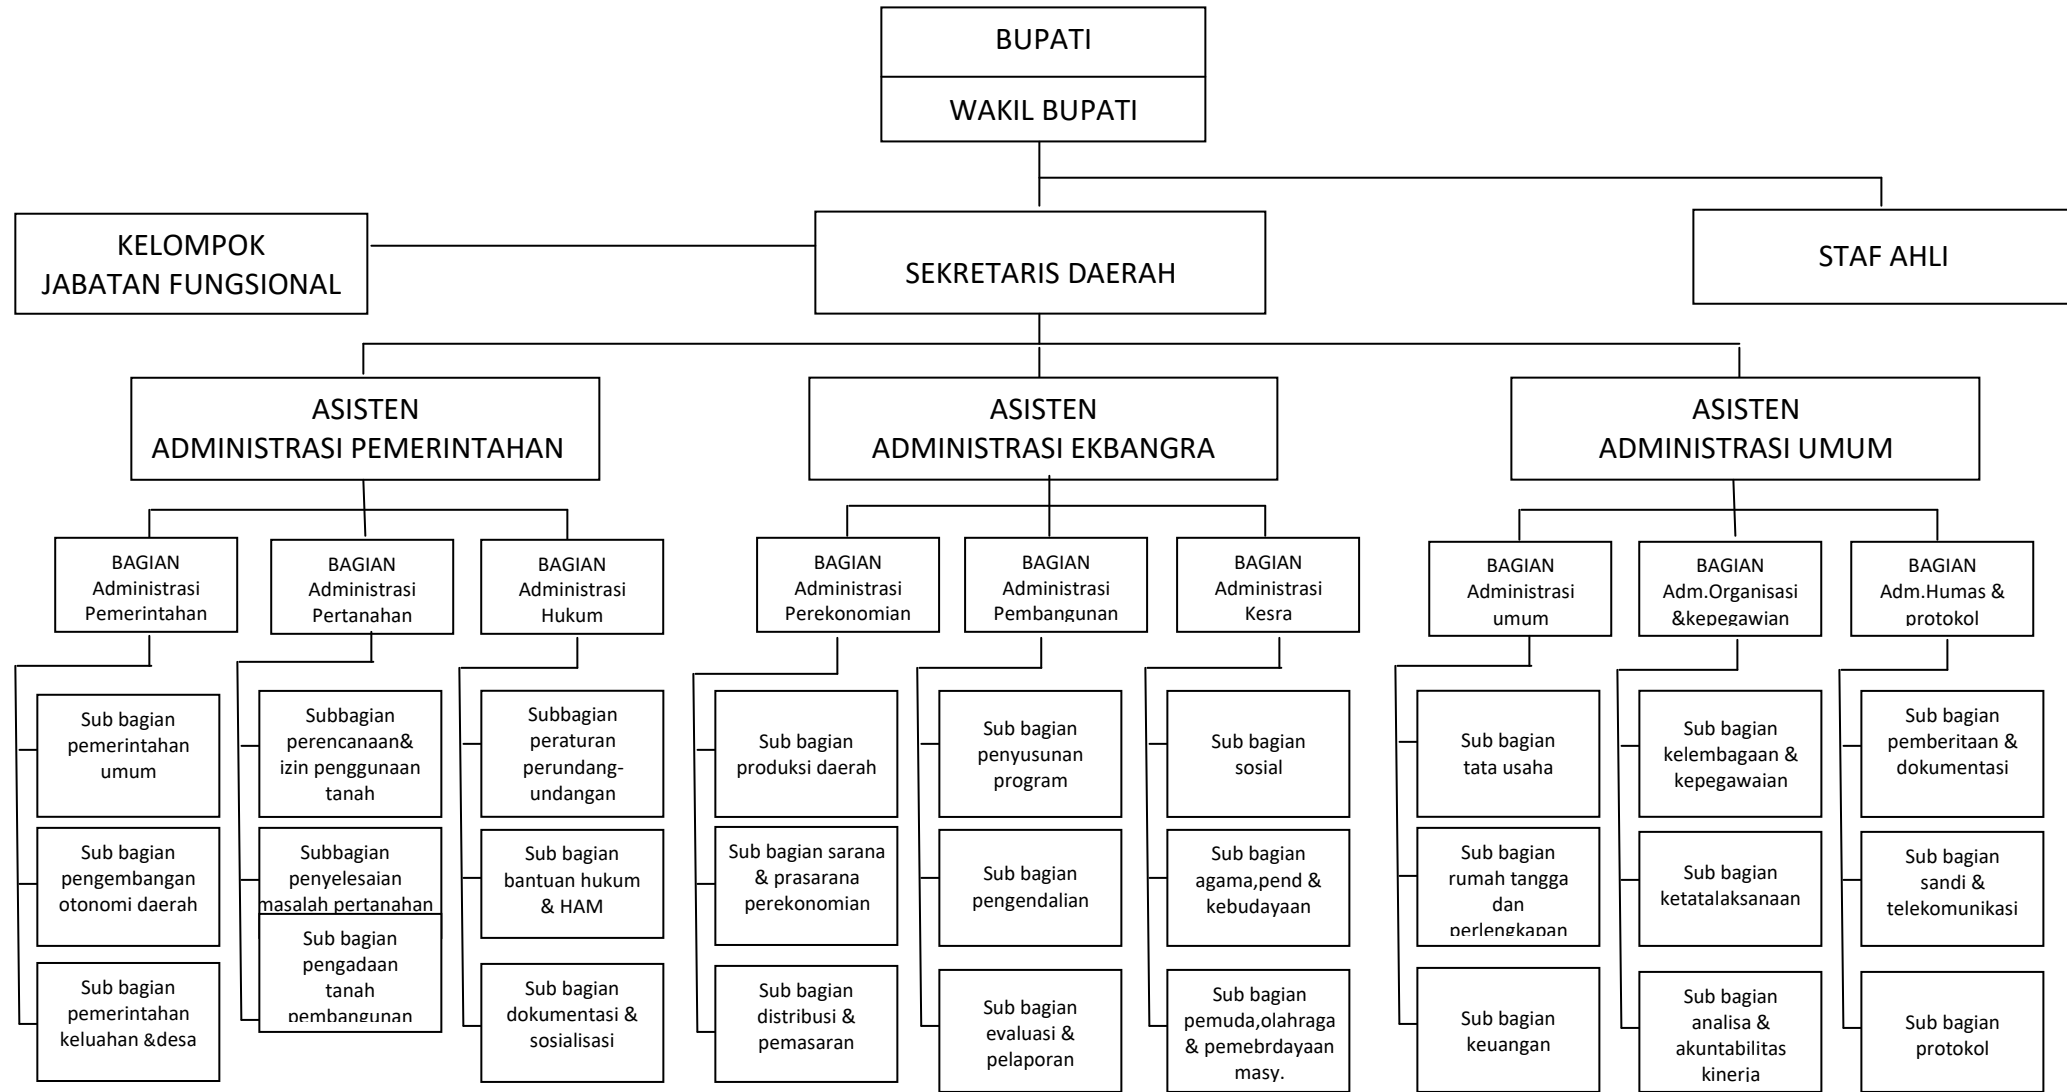 BUPATI
WAKIL BUPATI
KELOMPOK
JABATAN FUNGSIONAL
SEKRETARIS DAERAH
STAF AHLI
ASISTEN
ADMINISTRASI PEMERINTAHAN
ASISTEN
ADMINISTRASI EKBANGRA
ASISTEN
ADMINISTRASI UMUM
BAGIAN
Administrasi
Pemerintahan
BAGIAN
Administrasi
Pertanahan
BAGIAN
Administrasi
Hukum
BAGIAN
Administrasi
Perekonomian
BAGIAN
Administrasi
Pembangunan
BAGIAN
Administrasi
Kesra
BAGIAN
Administrasi
umum
BAGIAN
Adm.Organisasi
&kepegawian
BAGIAN
Adm.Humas &
protokol
Sub bagian
pemerintahan
umum
Subbagian
perencanaan&
izin penggunaan
tanah
Subbagian
peraturan
perundang-
undangan
Sub bagian
produksi daerah
Sub bagian
penyusunan
program
Sub bagian
sosial
Sub bagian
tata usaha
Sub bagian
kelembagaan &
kepegawaian
Sub bagian
pemberitaan &
dokumentasi
Sub bagian
pengembangan
otonomi daerah
Subbagian
penyelesaian
masalah pertanahan
Sub bagian
bantuan hukum
& HAM
Sub bagian sarana
& prasarana
perekonomian
Sub bagian
pengendalian
Sub bagian
agama,pend &
kebudayaan
Sub bagian
rumah tangga
dan
perlengkapan
Sub bagian
ketatalaksanaan
Sub bagian
sandi &
telekomunikasi
Sub bagian
pemerintahan
keluahan &desa
Sub bagian
pengadaan
tanah
pembangunan
Sub bagian
dokumentasi &
sosialisasi
Sub bagian
distribusi &
pemasaran
Sub bagian
evaluasi &
pelaporan
Sub bagian
pemuda,olahraga
& pemebrdayaan
masy.
Sub bagian
keuangan
Sub bagian
analisa &
akuntabilitas
kinerja
Sub bagian
protokol